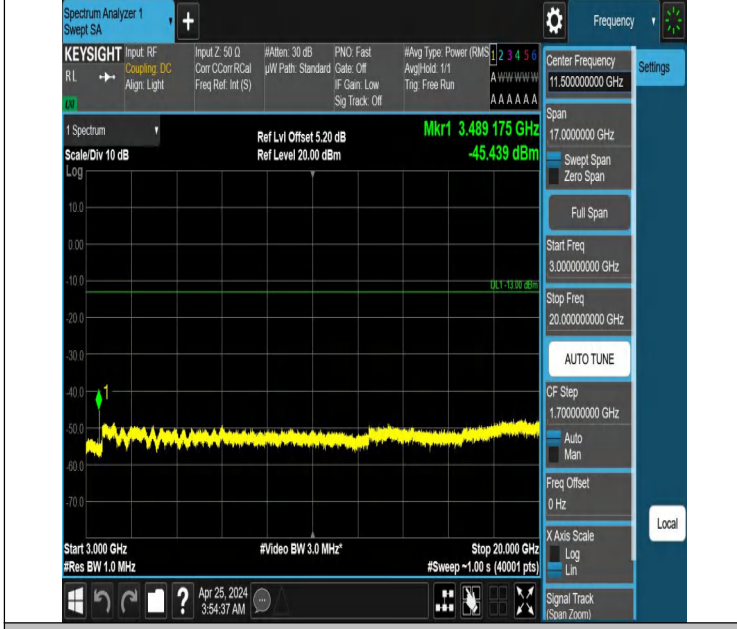 Spectrum Analyzer 1
Swept SA
+
Frequency
KEYSIGHT
RL
LXI
Input: RF
Coupling: DC
Align: Light
Input Z: 50 Ω
Corr CCorr RCal
Freq Ref: Int (S)
#Atten: 30 dB
µW Path: Standard
PNO: Fast
Gate: Off
IF Gain: Low
Sig Track: Off
#Avg Type: Power (RMS
Avg|Hold: 1/1
Trig: Free Run
1 2 3 4 5 6
A W W W W W
A A A A A A
1 Spectrum
Scale/Div 10 dB
Ref Lvl Offset 5.20 dB
Ref Level 20.00 dBm
Mkr1 3.489 175 GHz
-45.439 dBm
Log
10.0
0.00
-10.0
DL1 -13.00 dBm
-20.0
-30.0
-40.0
1
-50.0
-60.0
-70.0
Start 3.000 GHz
#Res BW 1.0 MHz
#Video BW 3.0 MHz*
Stop 20.000 GHz
#Sweep ~1.00 s (40001 pts)
Center Frequency
11.500000000 GHz
Settings
Span
17.0000000 GHz
Swept Span
Zero Span
Full Span
Start Freq
3.000000000 GHz
Stop Freq
20.000000000 GHz
AUTO TUNE
CF Step
1.700000000 GHz
Auto
Man
Freq Offset
0 Hz
X Axis Scale
Log
Lin
Local
Signal Track
(Span Zoom)
?
Apr 25, 2024
3:54:37 AM